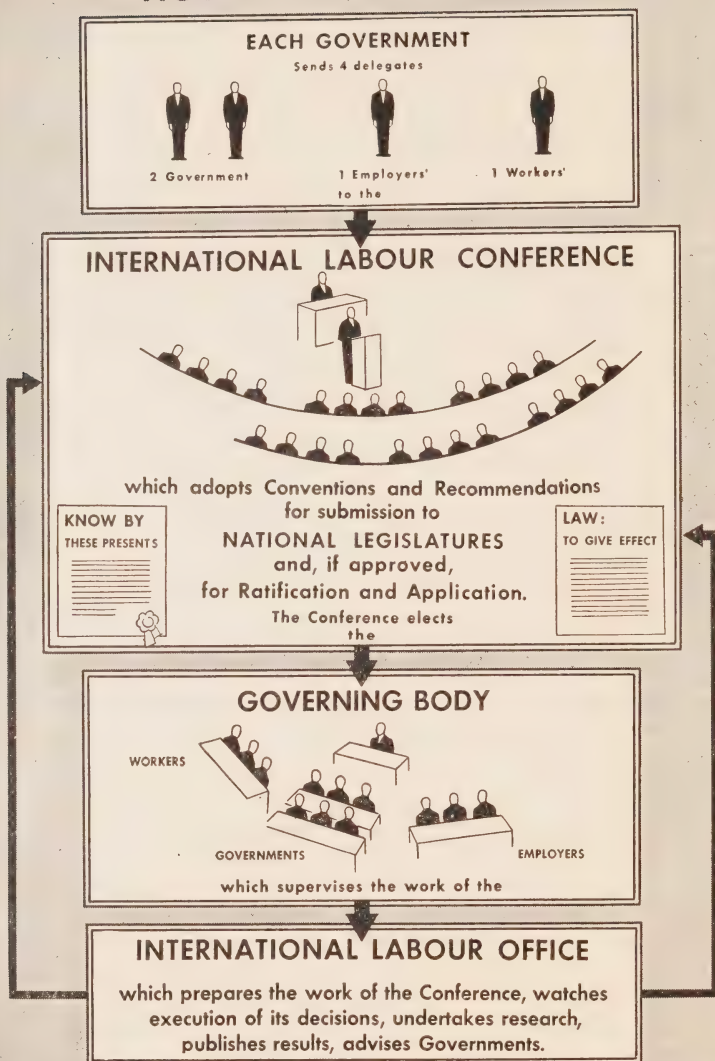 EACH GOVERNMENT
Sends 4 delegates
2 Government 1 Employers' 1 Workers'
to the
INTERNATIONAL LABOUR CONFERENCE
which adopts Conventions and Recommendations
for submission to
KNOW BY
THESE PRESENTS
NATIONAL LEGISLATURES
and, if approved,
for Ratification and Application.
LAW:
TO GIVE EFFECT
The Conference elects
the
GOVERNING BODY
WORKERS
GOVERNMENTS
EMPLOYERS
which supervises the work of the
INTERNATIONAL LABOUR OFFICE
which prepares the work of the Conference, watches
execution of its decisions, undertakes research,
publishes results, advises Governments.